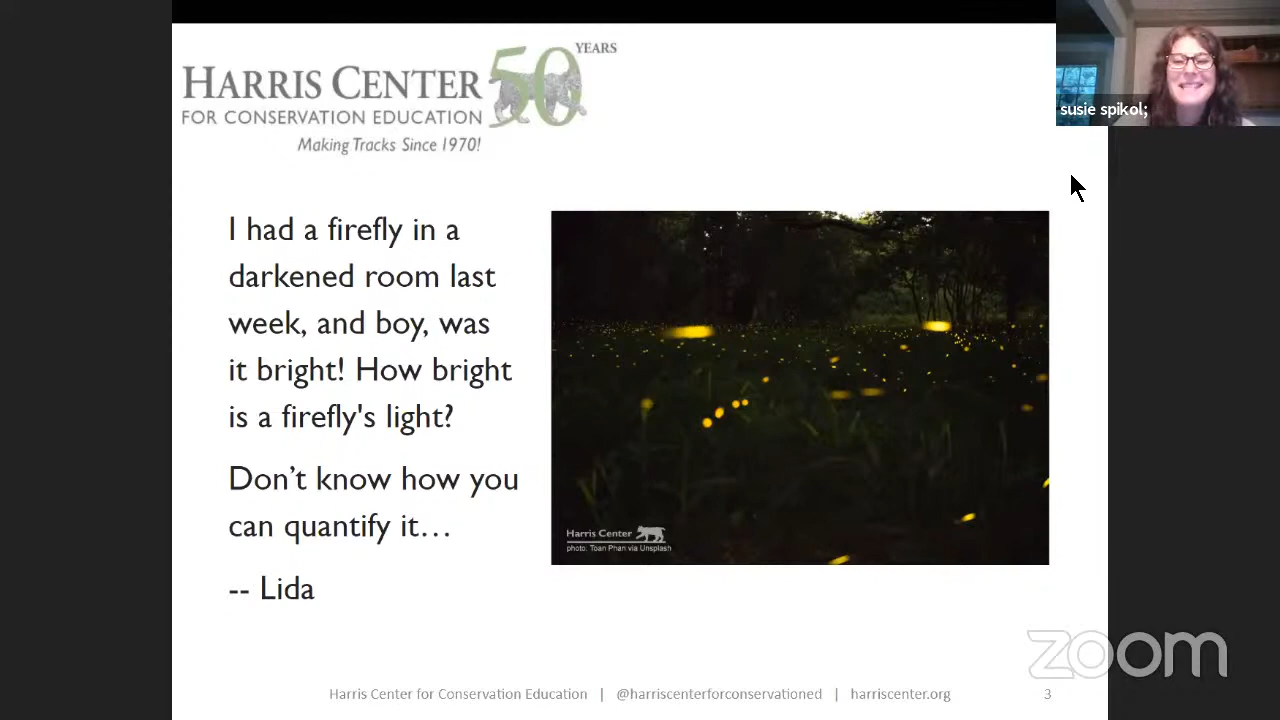 YEARS
HARRIS CENTER 50
FOR CONSERVATION EDUCATION
Making Tracks Since 1970!
susie spikol;
I had a firefly in a
darkened room last
week, and boy, was
it bright! How bright
is a firefly's light?
Don’t know how you
can quantify it…
-- Lida
Harris Center
photo: Toan Phan via Unsplash
zoom
Harris Center for Conservation Education | @harriscenterforconservationed | harriscenter.org 3